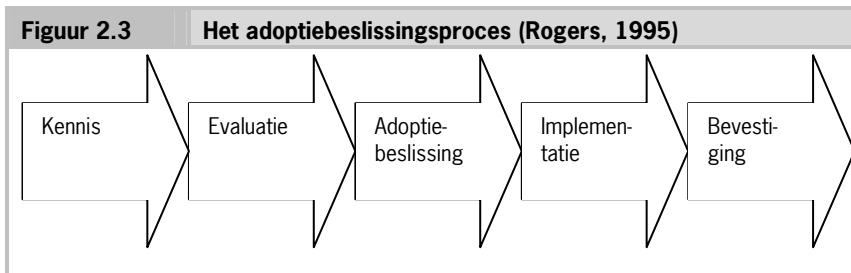 Figuur 2.3 Het adoptiebeslissingsproces (Rogers, 1995)
Kennis
Evaluatie
Adoptie-
beslissing
Implemen-
tatie
Bevesti-
ging